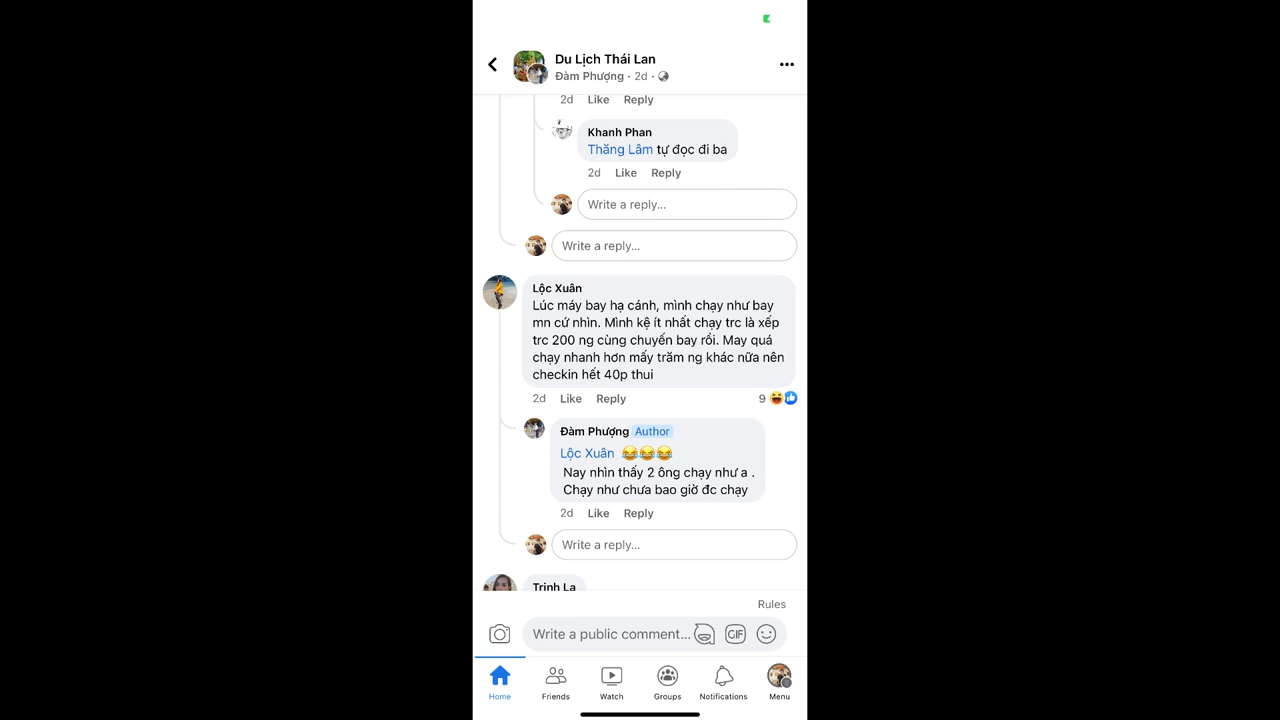 Du Lịch Thái Lan
Đàm Phượng · 2d ·
2d Like Reply
Khanh Phan
Thăng Lâm tự đọc đi ba
2d Like Reply
Write a reply...
Write a reply...
Lộc Xuân
Lúc máy bay hạ cánh, mình chạy như bay
mn cứ nhìn. Mình kệ ít nhất chạy trc là xếp
trc 200 ng cùng chuyến bay rồi. May quá
chạy nhanh hơn mấy trăm ng khác nữa nên
checkin hết 40p thui
2d Like Reply 9
Đàm Phượng Author
Lộc Xuân 😂😂😂
Nay nhìn thấy 2 ông chạy như a .
Chạy như chưa bao giờ đc chạy
2d Like Reply
Write a reply...
Trinh La
Rules
Write a public comment... GIF
Home Friends Watch Groups Notifications Menu